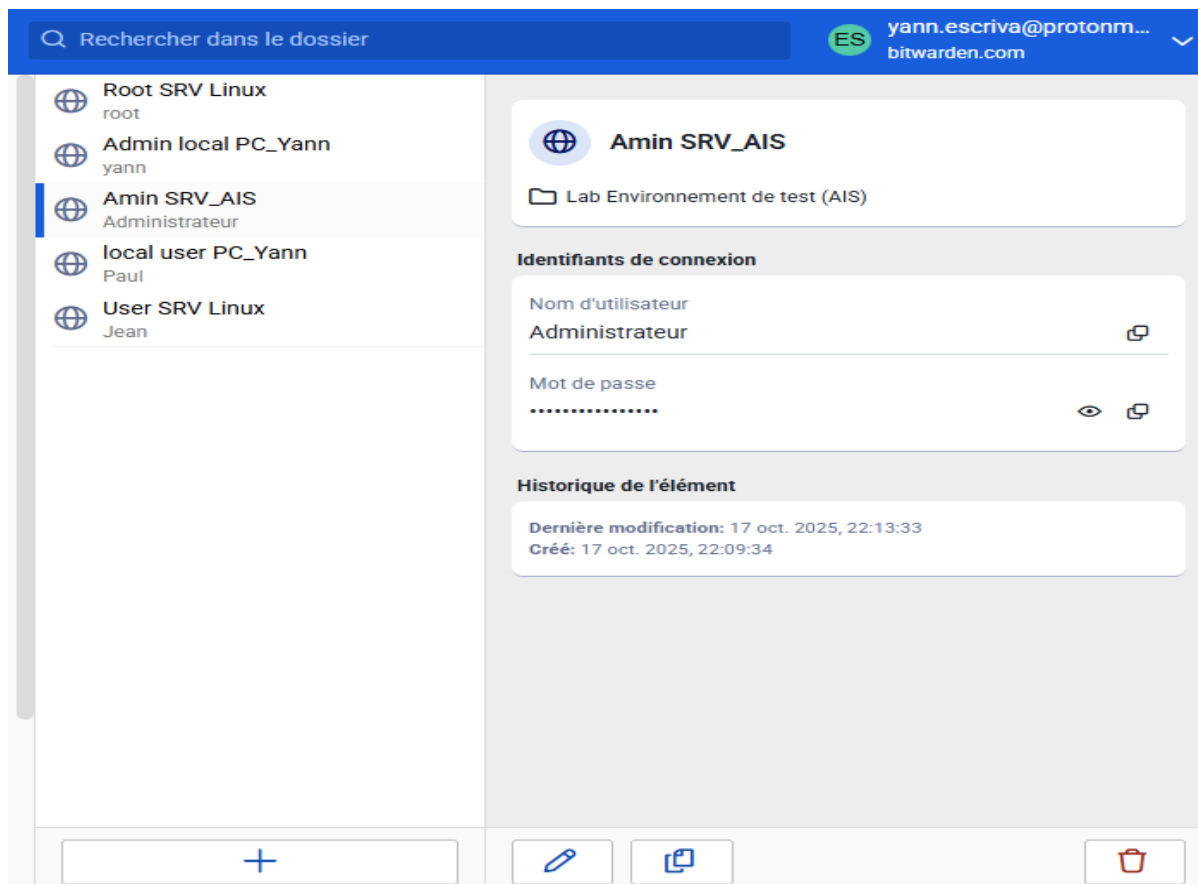 Rechercher dans le dossier
ES
yann.escriva@protonm...
bitwarden.com
Root SRV Linux
root
Admin local PC_Yann
yann
Amin SRV_AIS
Administrateur
local user PC_Yann
Paul
User SRV Linux
Jean
Amin SRV_AIS
Lab Environnement de test (AIS)
Identifiants de connexion
Nom d'utilisateur
Administrateur
Mot de passe
••••••••••••••••
Historique de l'élément
Dernière modification: 17 oct. 2025, 22:13:33
Créé: 17 oct. 2025, 22:09:34